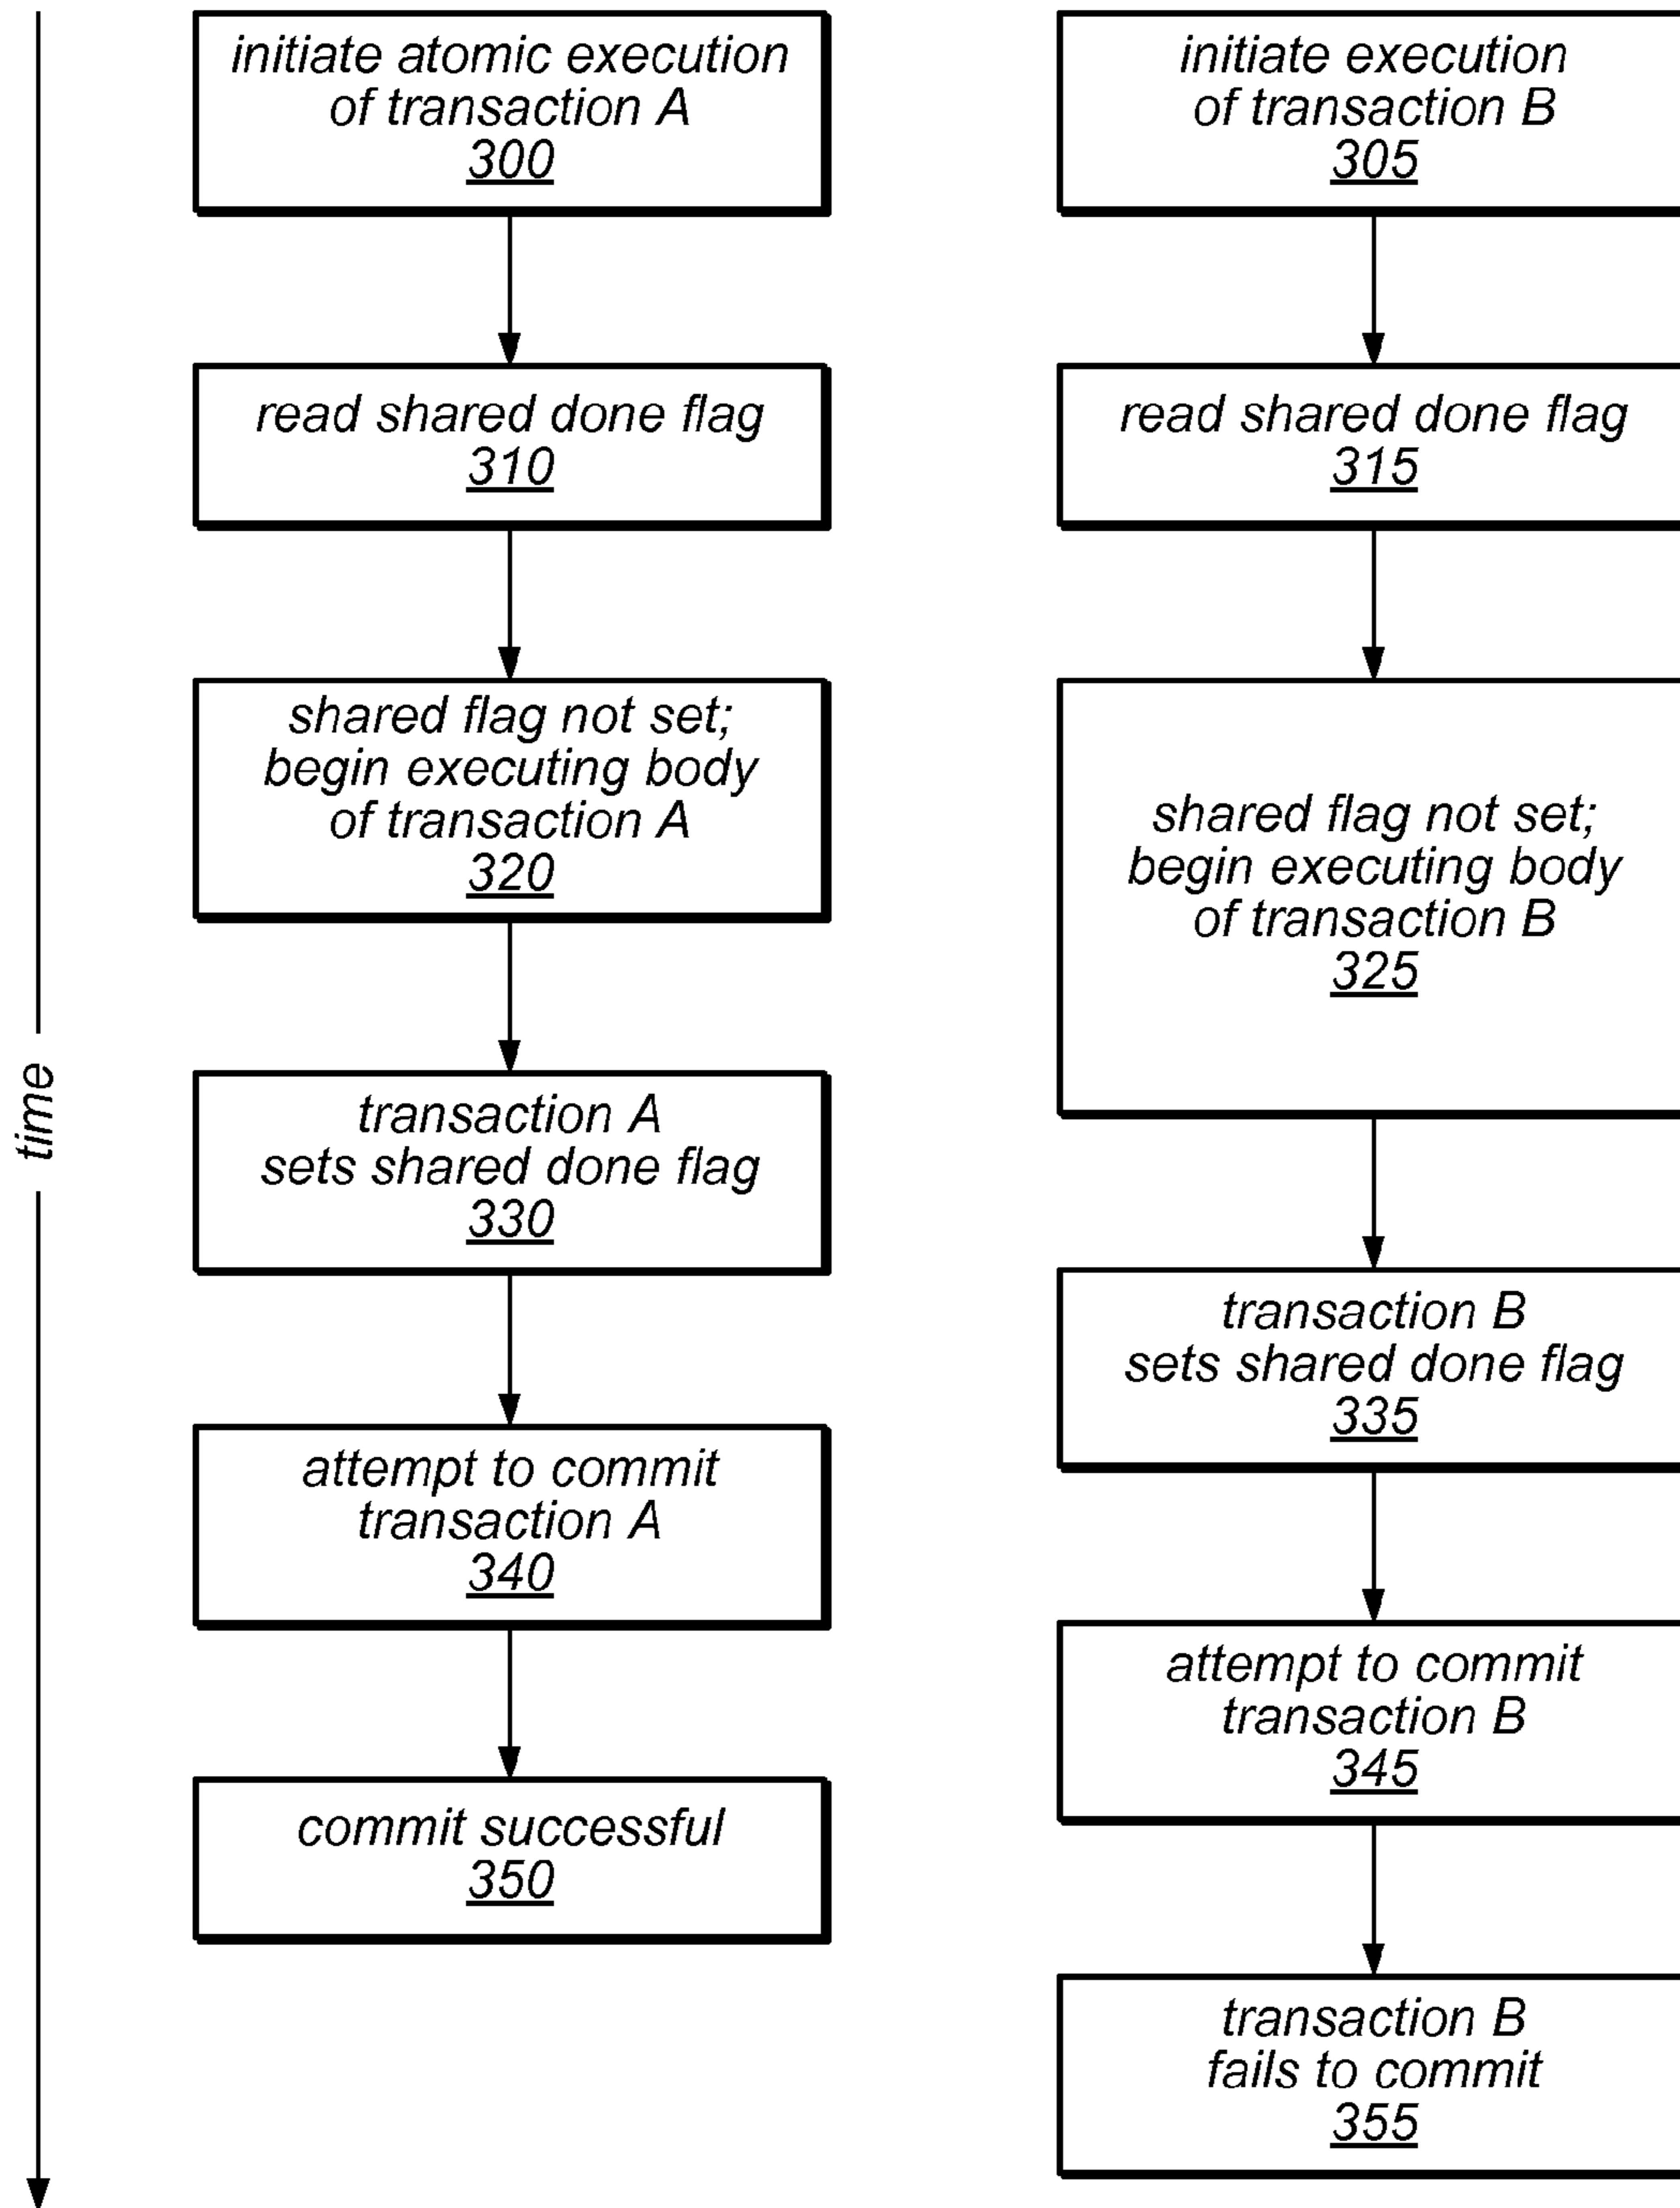 time
initiate atomic execution
of transaction A
300
read shared done flag
310
shared flag not set;
begin executing body
of transaction A
320
transaction A
sets shared done flag
330
attempt to commit
transaction A
340
commit successful
350
initiate execution
of transaction B
305
read shared done flag
315
shared flag not set;
begin executing body
of transaction B
325
transaction B
sets shared done flag
335
attempt to commit
transaction B
345
transaction B
fails to commit
355